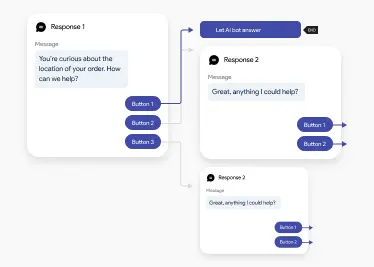 Response 1
Message
You're curious about the
location of your order. How
can we help?
Button 1
Button 2
Button 3
Let AI bot answer
END
Response 2
Message
Great, anything I could help?
Button 1
Button 2
Response 2
Message
Great, anything I could help?
Button 1
Button 2